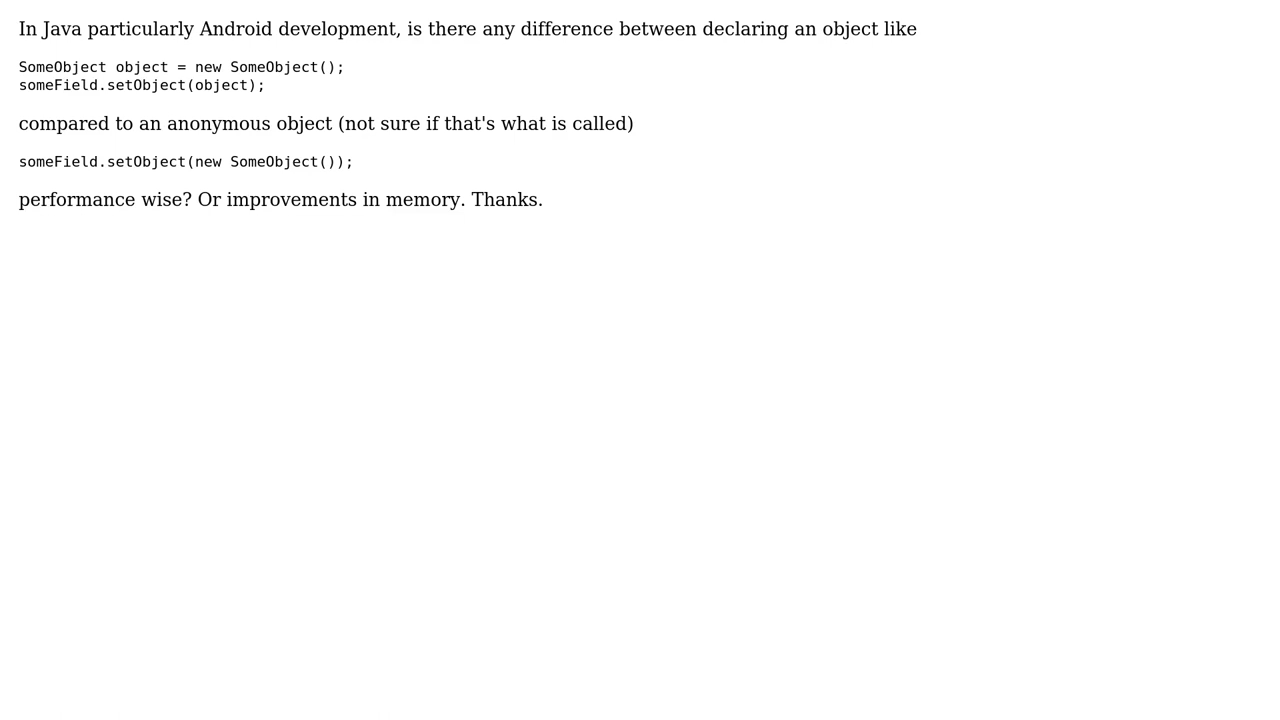 In Java particularly Android development, is there any difference between declaring an object like
SomeObject object = new SomeObject();
someField.setObject(object);
compared to an anonymous object (not sure if that's what is called)
someField.setObject(new SomeObject());
performance wise? Or improvements in memory. Thanks.